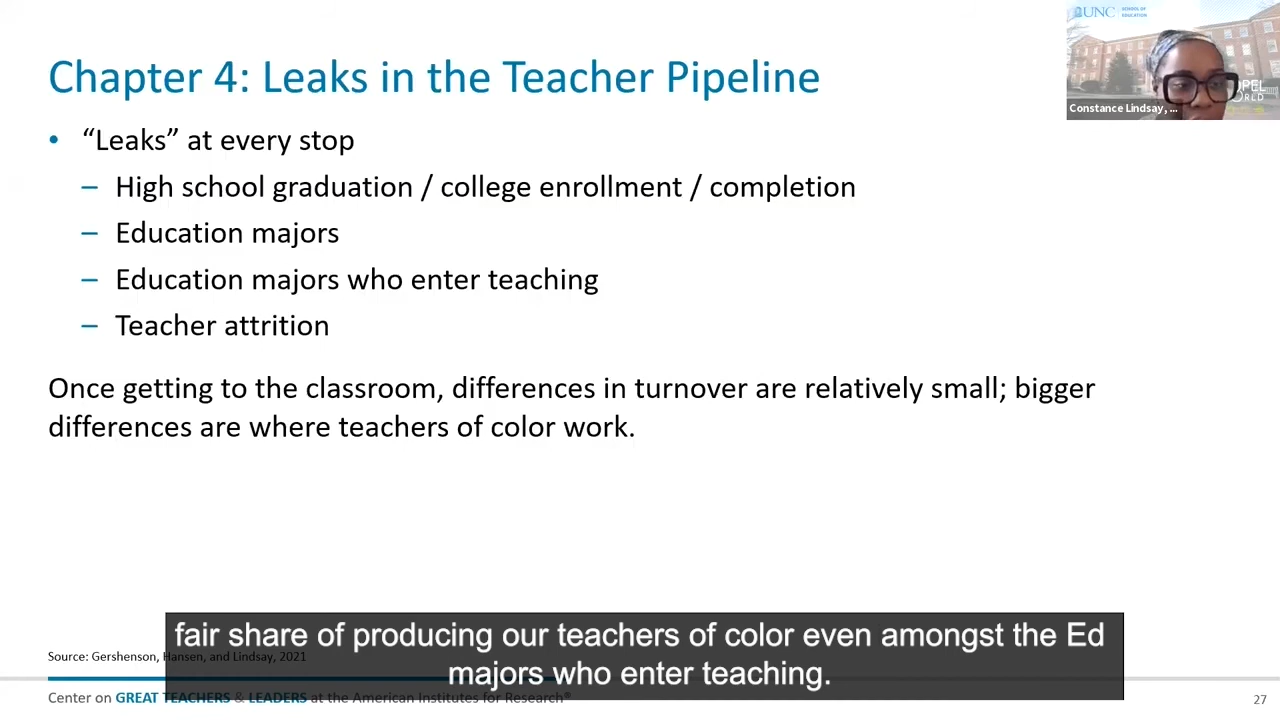 Chapter 4: Leaks in the Teacher Pipeline
UNC
SCHOOL OF
EDUCATION
Constance Lindsay, ...
• “Leaks” at every stop
– High school graduation / college enrollment / completion
– Education majors
– Education majors who enter teaching
– Teacher attrition
Once getting to the classroom, differences in turnover are relatively small; bigger
differences are where teachers of color work.
fair share of producing our teachers of color even amongst the Ed
majors who enter teaching.
Source: Gershenson, Hansen, and Lindsay, 2021
Center on GREAT TEACHERS & LEADERS at the American Institutes for Research®
27